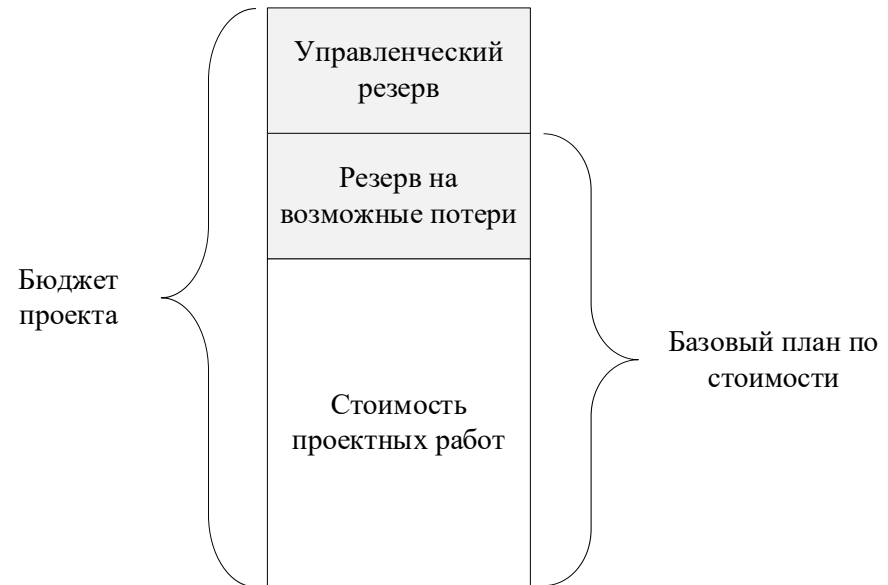 Управленческий
резерв
Резерв на
возможные потери
Бюджет
проекта
Базовый план по
стоимости
Стоимость
проектных работ